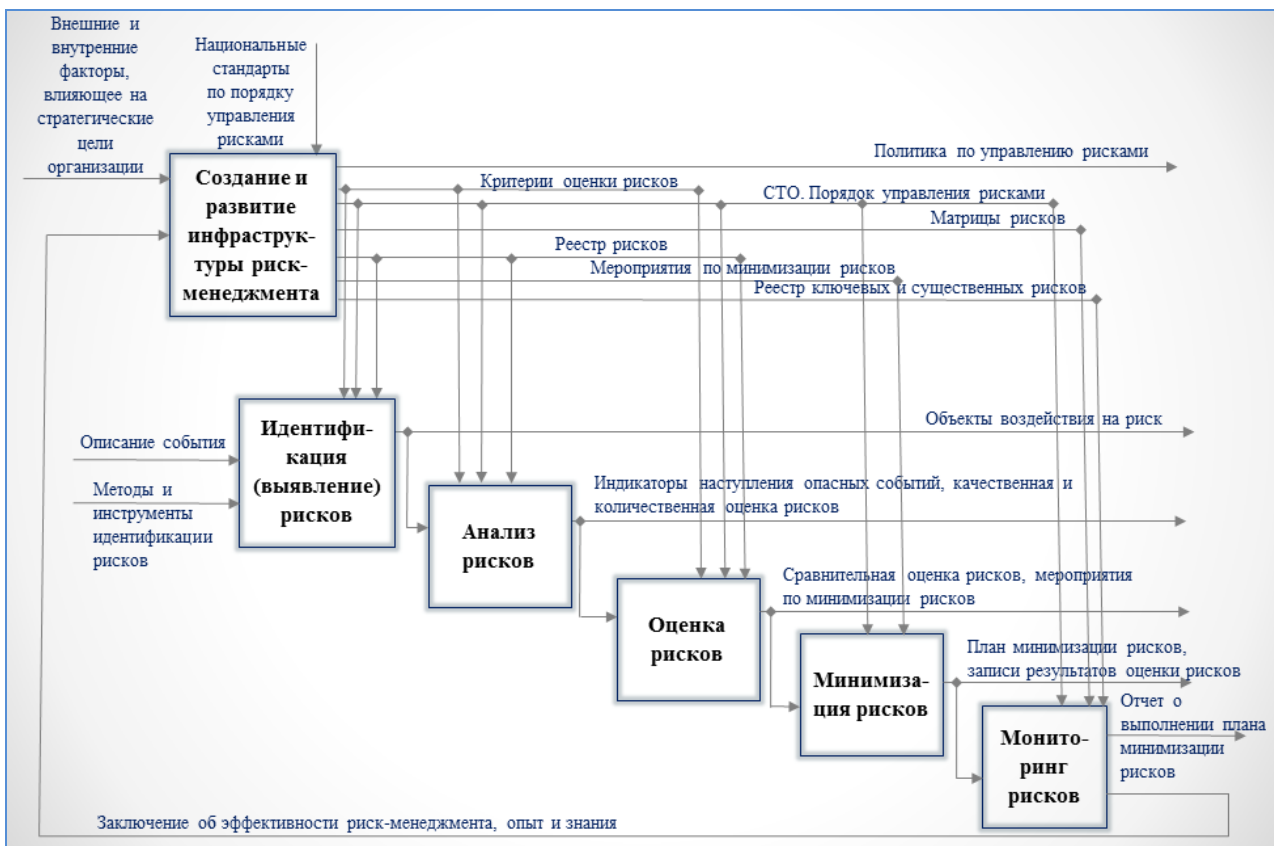 Внешние и
внутренние
факторы,
влияющее на
стратегические
цели
организации
Национальные
стандарты
по порядку
управления
рисками
Создание и
развитие
инфраструк-
туры риск-
менеджмента
Политика по управлению рисками
Критерии оценки рисков
СТО. Порядок управления рисками
Матрицы рисков
Реестр рисков
Мероприятия по минимизации рисков
Реестр ключевых и существенных рисков
Описание события
Методы и
инструменты
идентификации
рисков
Идентифи-
кация
(выявление)
рисков
Объекты воздействия на риск
Анализ
рисков
Индикаторы наступления опасных событий, качественная и
количественная оценка рисков
Оценка
рисков
Сравнительная оценка рисков, мероприятия
по минимизации рисков
Минимиза-
ция рисков
План минимизации рисков,
записи результатов оценки рисков
Монито-
ринг
рисков
Отчет о
выполнении плана
минимизации
рисков
Заключение об эффективности риск-менеджмента, опыт и знания